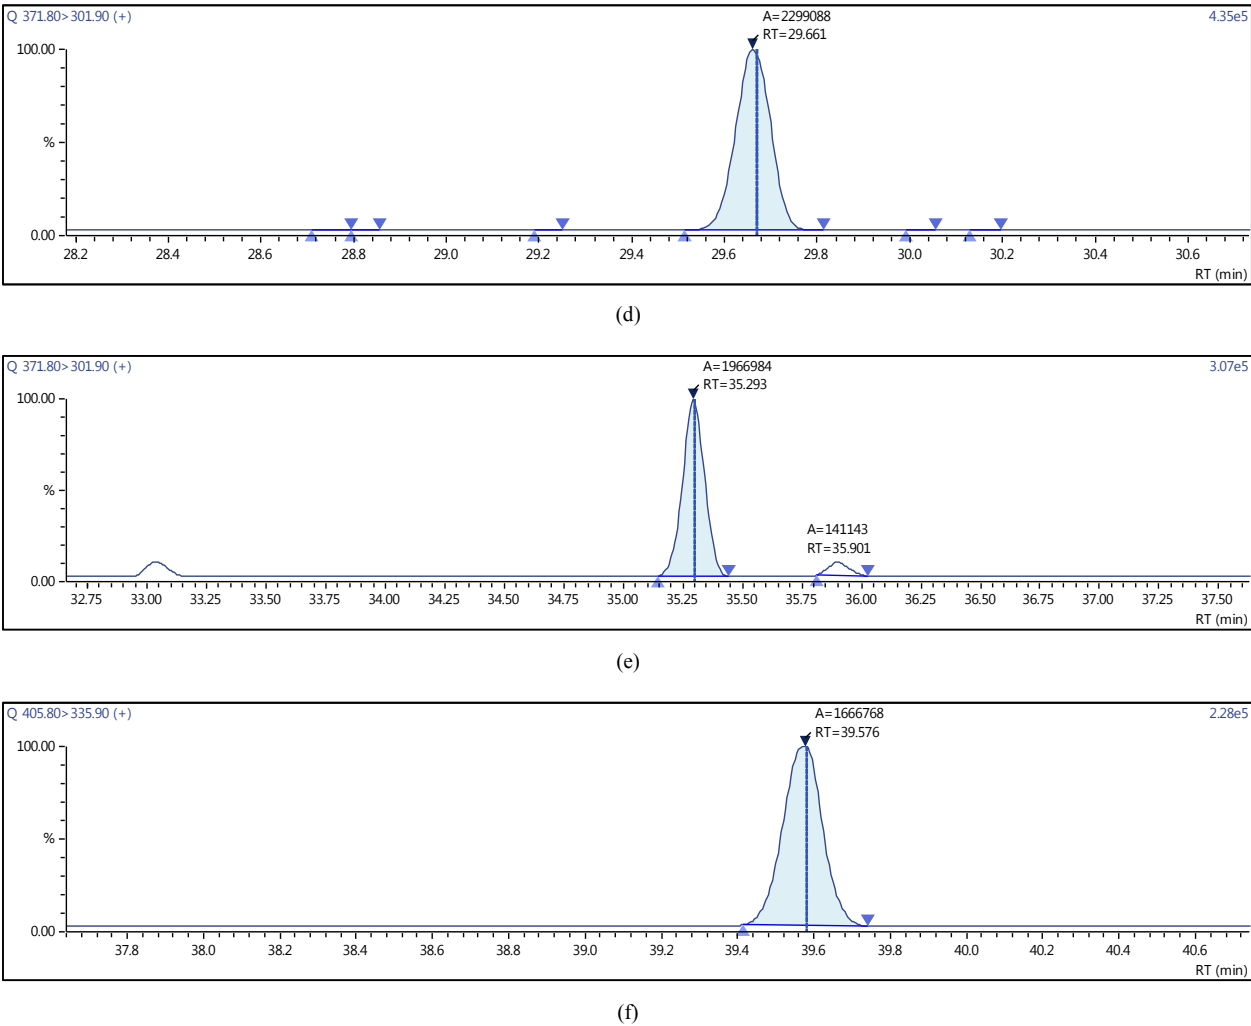 Q 371.80>301.90 (+)
A=2299088
4.35e5
RT=29.661
100.00
%
0.00
28.2 28.4 28.6 28.8 29.0 29.2 29.4 29.6 29.8 30.0 30.2 30.4 30.6
RT (min)
(d)
Q 371.80>301.90 (+)
A=1966984
3.07e5
RT=35.293
100.00
%
A=141143
RT=35.901
0.00
32.75 33.00 33.25 33.50 33.75 34.00 34.25 34.50 34.75 35.00 35.25 35.50 35.75 36.00 36.25 36.50 36.75 37.00 37.25 37.50
RT (min)
(e)
Q 405.80>335.90 (+)
A=1666768
2.28e5
RT=39.576
100.00
%
0.00
37.8 38.0 38.2 38.4 38.6 38.8 39.0 39.2 39.4 39.6 39.8 40.0 40.2 40.4 40.6
RT (min)
(f)